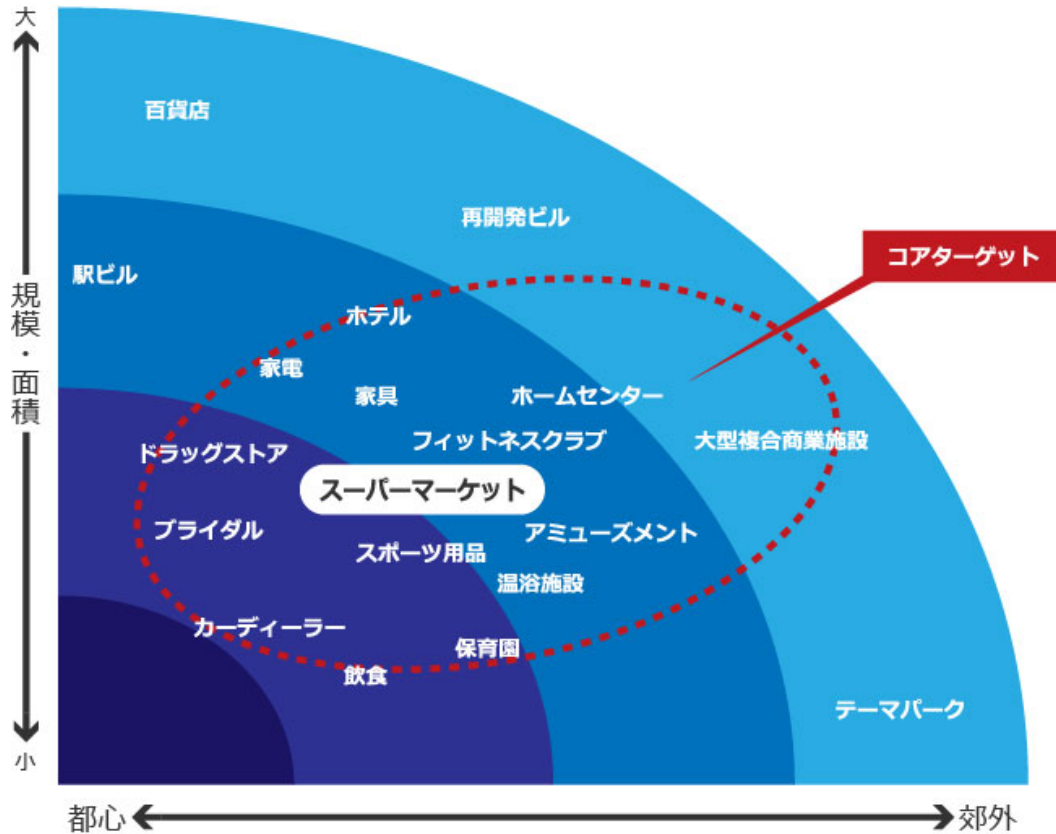 大
百貨店
再開発ビル
コアターゲット
駅ビル
規模・面積
ホテル
家電
家具
ホームセンター
フィットネスクラブ
大型複合商業施設
ドラッグストア
スーパーマーケット
ブライダル
アミューズメント
スポーツ用品
温浴施設
カーディーラー
保育園
飲食
テーマパーク
小
都心
郊外